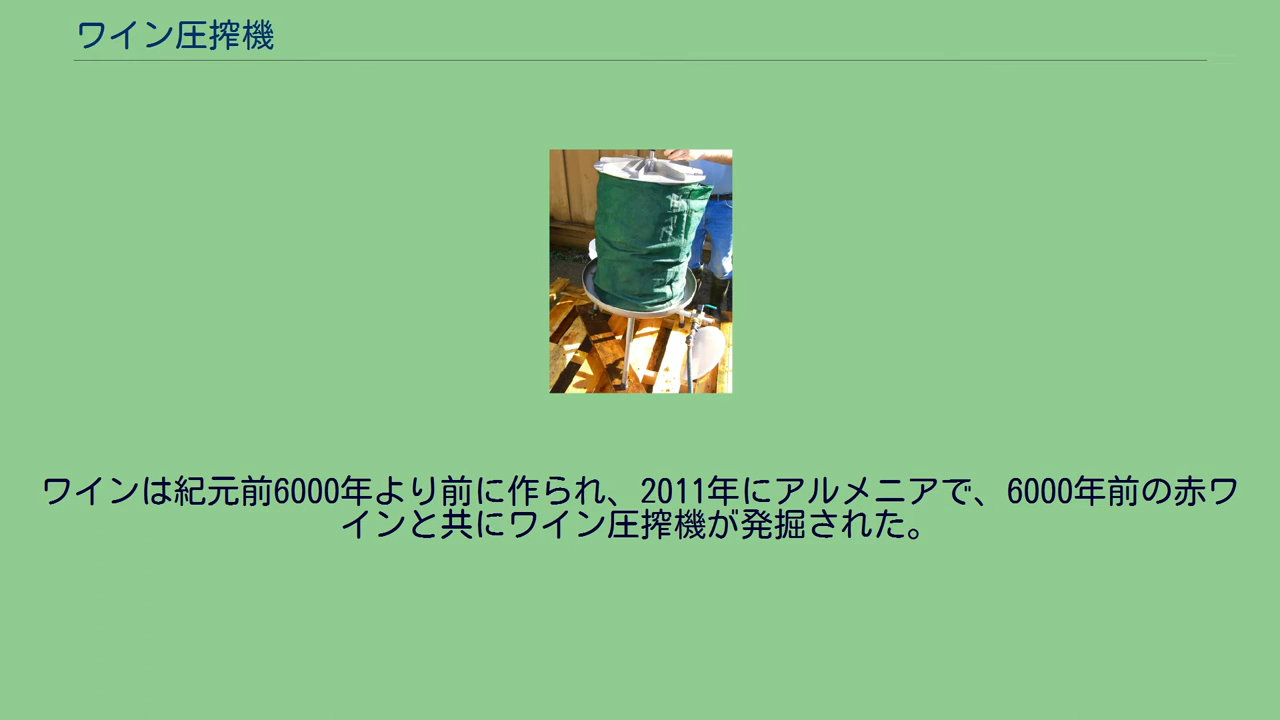 ワイン圧搾機
ワインは紀元前6000年より前に作られ、2011年にアルメニアで、6000年前の赤ワ
インと共にワイン圧搾機が発掘された。